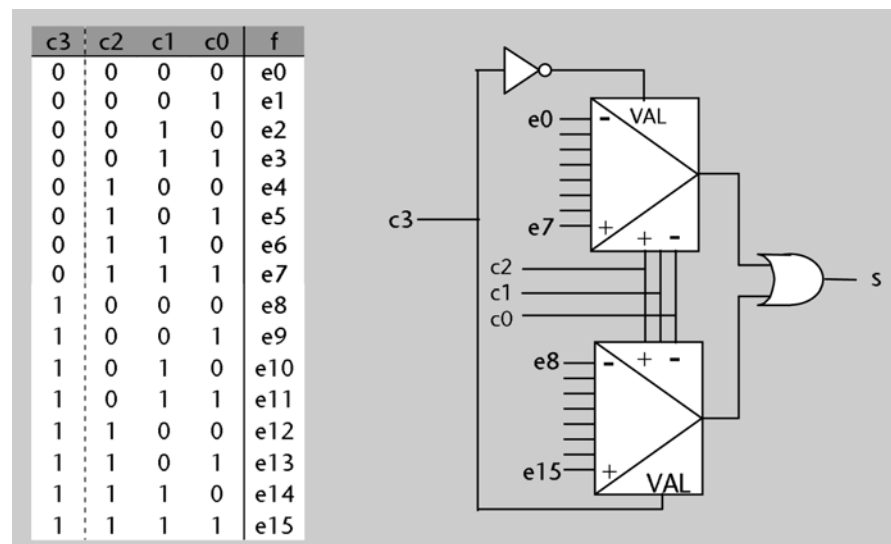 c3 c2 c1 c0 f
0 0 0 0 e0
0 0 0 1 e1
0 0 1 0 e2
0 0 1 1 e3
0 1 0 0 e4
0 1 0 1 e5
0 1 1 0 e6
0 1 1 1 e7
1 0 0 0 e8
1 0 0 1 e9
1 0 1 0 e10
1 0 1 1 e11
1 1 0 0 e12
1 1 0 1 e13
1 1 1 0 e14
1 1 1 1 e15
e0 - VAL
c3
e7 +
+ -
c2
c1
c0
s
e8 - + -
e15 + VAL